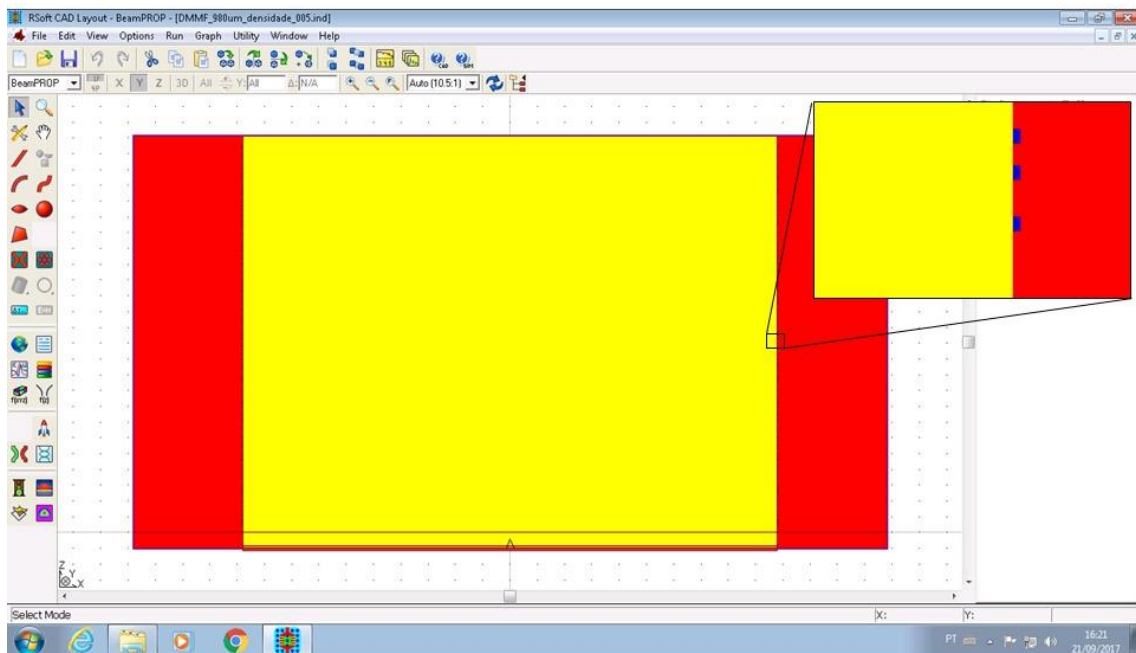 RSoft CAD Layout - BeamPROP - [DMMF_980um_densidade_005.ind]
File Edit View Options Run Graph Utility Window Help
BeamPROP X Y Z 3D All Y: All Δ: N/A Auto (10.5:1)
Z
Y
X
Select Mode X: Y:
PT 16:21
21/09/2017